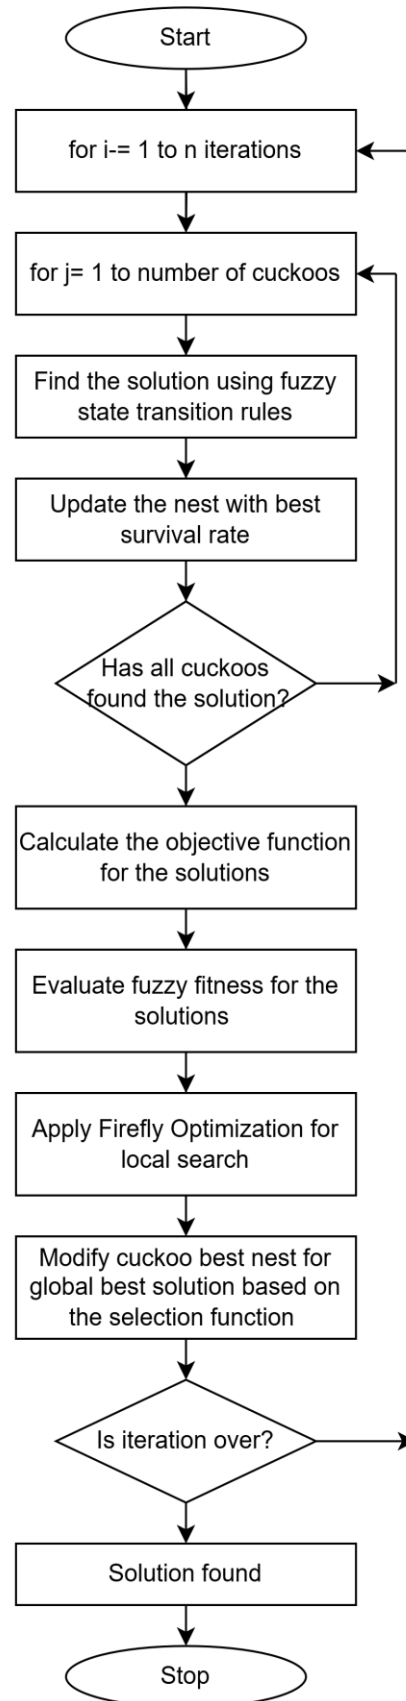 Start
for i-= 1 to n iterations
for j= 1 to number of cuckoos
Find the solution using fuzzy
state transition rules
Update the nest with best
survival rate
Has all cuckoos
found the solution?
Calculate the objective function
for the solutions
Evaluate fuzzy fitness for the
solutions
Apply Firefly Optimization for
local search
Modify cuckoo best nest for
global best solution based on
the selection function
Is iteration over?
Solution found
Stop